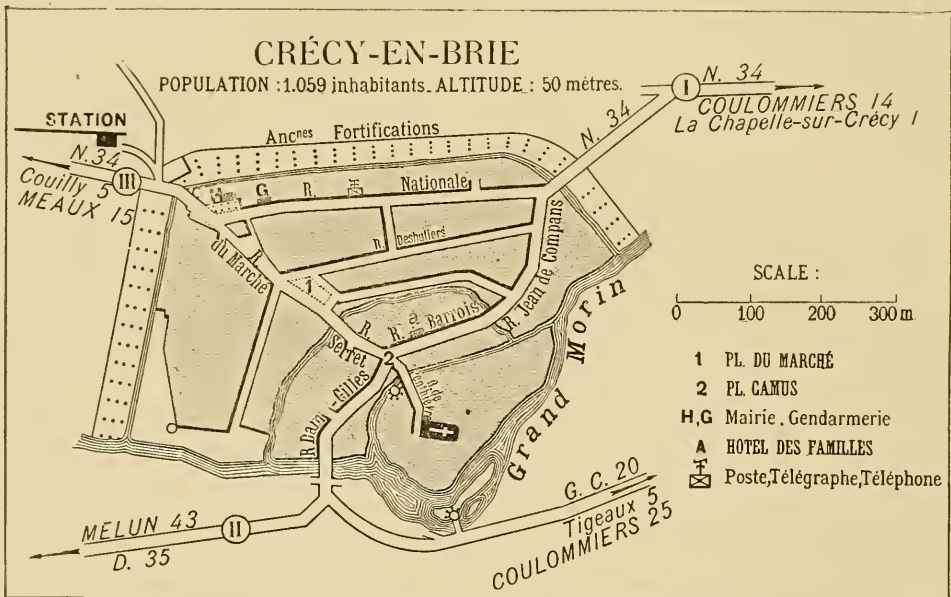 CRÉCY-EN-BRIE
POPULATION : 1.059 inhabitants. ALTITUDE : 50 mètres.
STATION
N. 34
Couilly 5
MEAUX 15
III
Anc.nes Fortifications
N. 34
I
N. 34
COULOMMIERS 14
La Chapelle-sur-Crécy 1
H
G
R. Nationale
R. Deshuliers
R. du Marché
1
R. Jean de Compans
R. Barrois
A
R. Serret
2
R. Dam-Gilles
GRAND MORIN
SCALE :
0 100 200 300 m.
1 PL. DU MARCHÉ
2 PL. CAMUS
H,G Mairie, Gendarmerie
A HOTEL DES FAMILLES
Poste,Télégraphe,Téléphone
G. C. 20
Tigeaux 5
COULOMMIERS 25
MELUN 43
D. 35
II